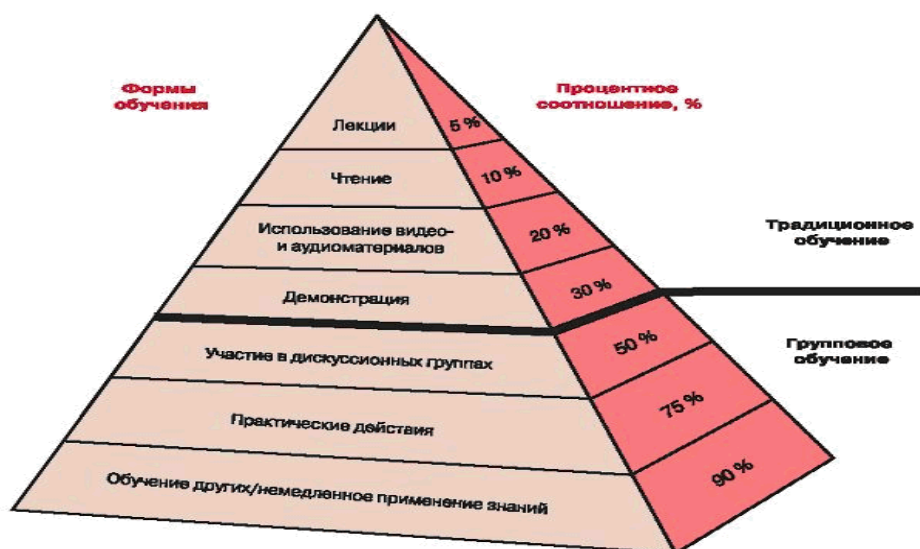 Формы
обучения
Процентное
соотношение, %
Лекции
5 %
Чтение
10 %
Использование видео-
и аудиоматериалов
20 %
Демонстрация
30 %
Традиционное
обучение
Участие в дискуссионных группах
50 %
Групповое
обучение
Практические действия
75 %
Обучение других/немедленное применение знаний
90 %